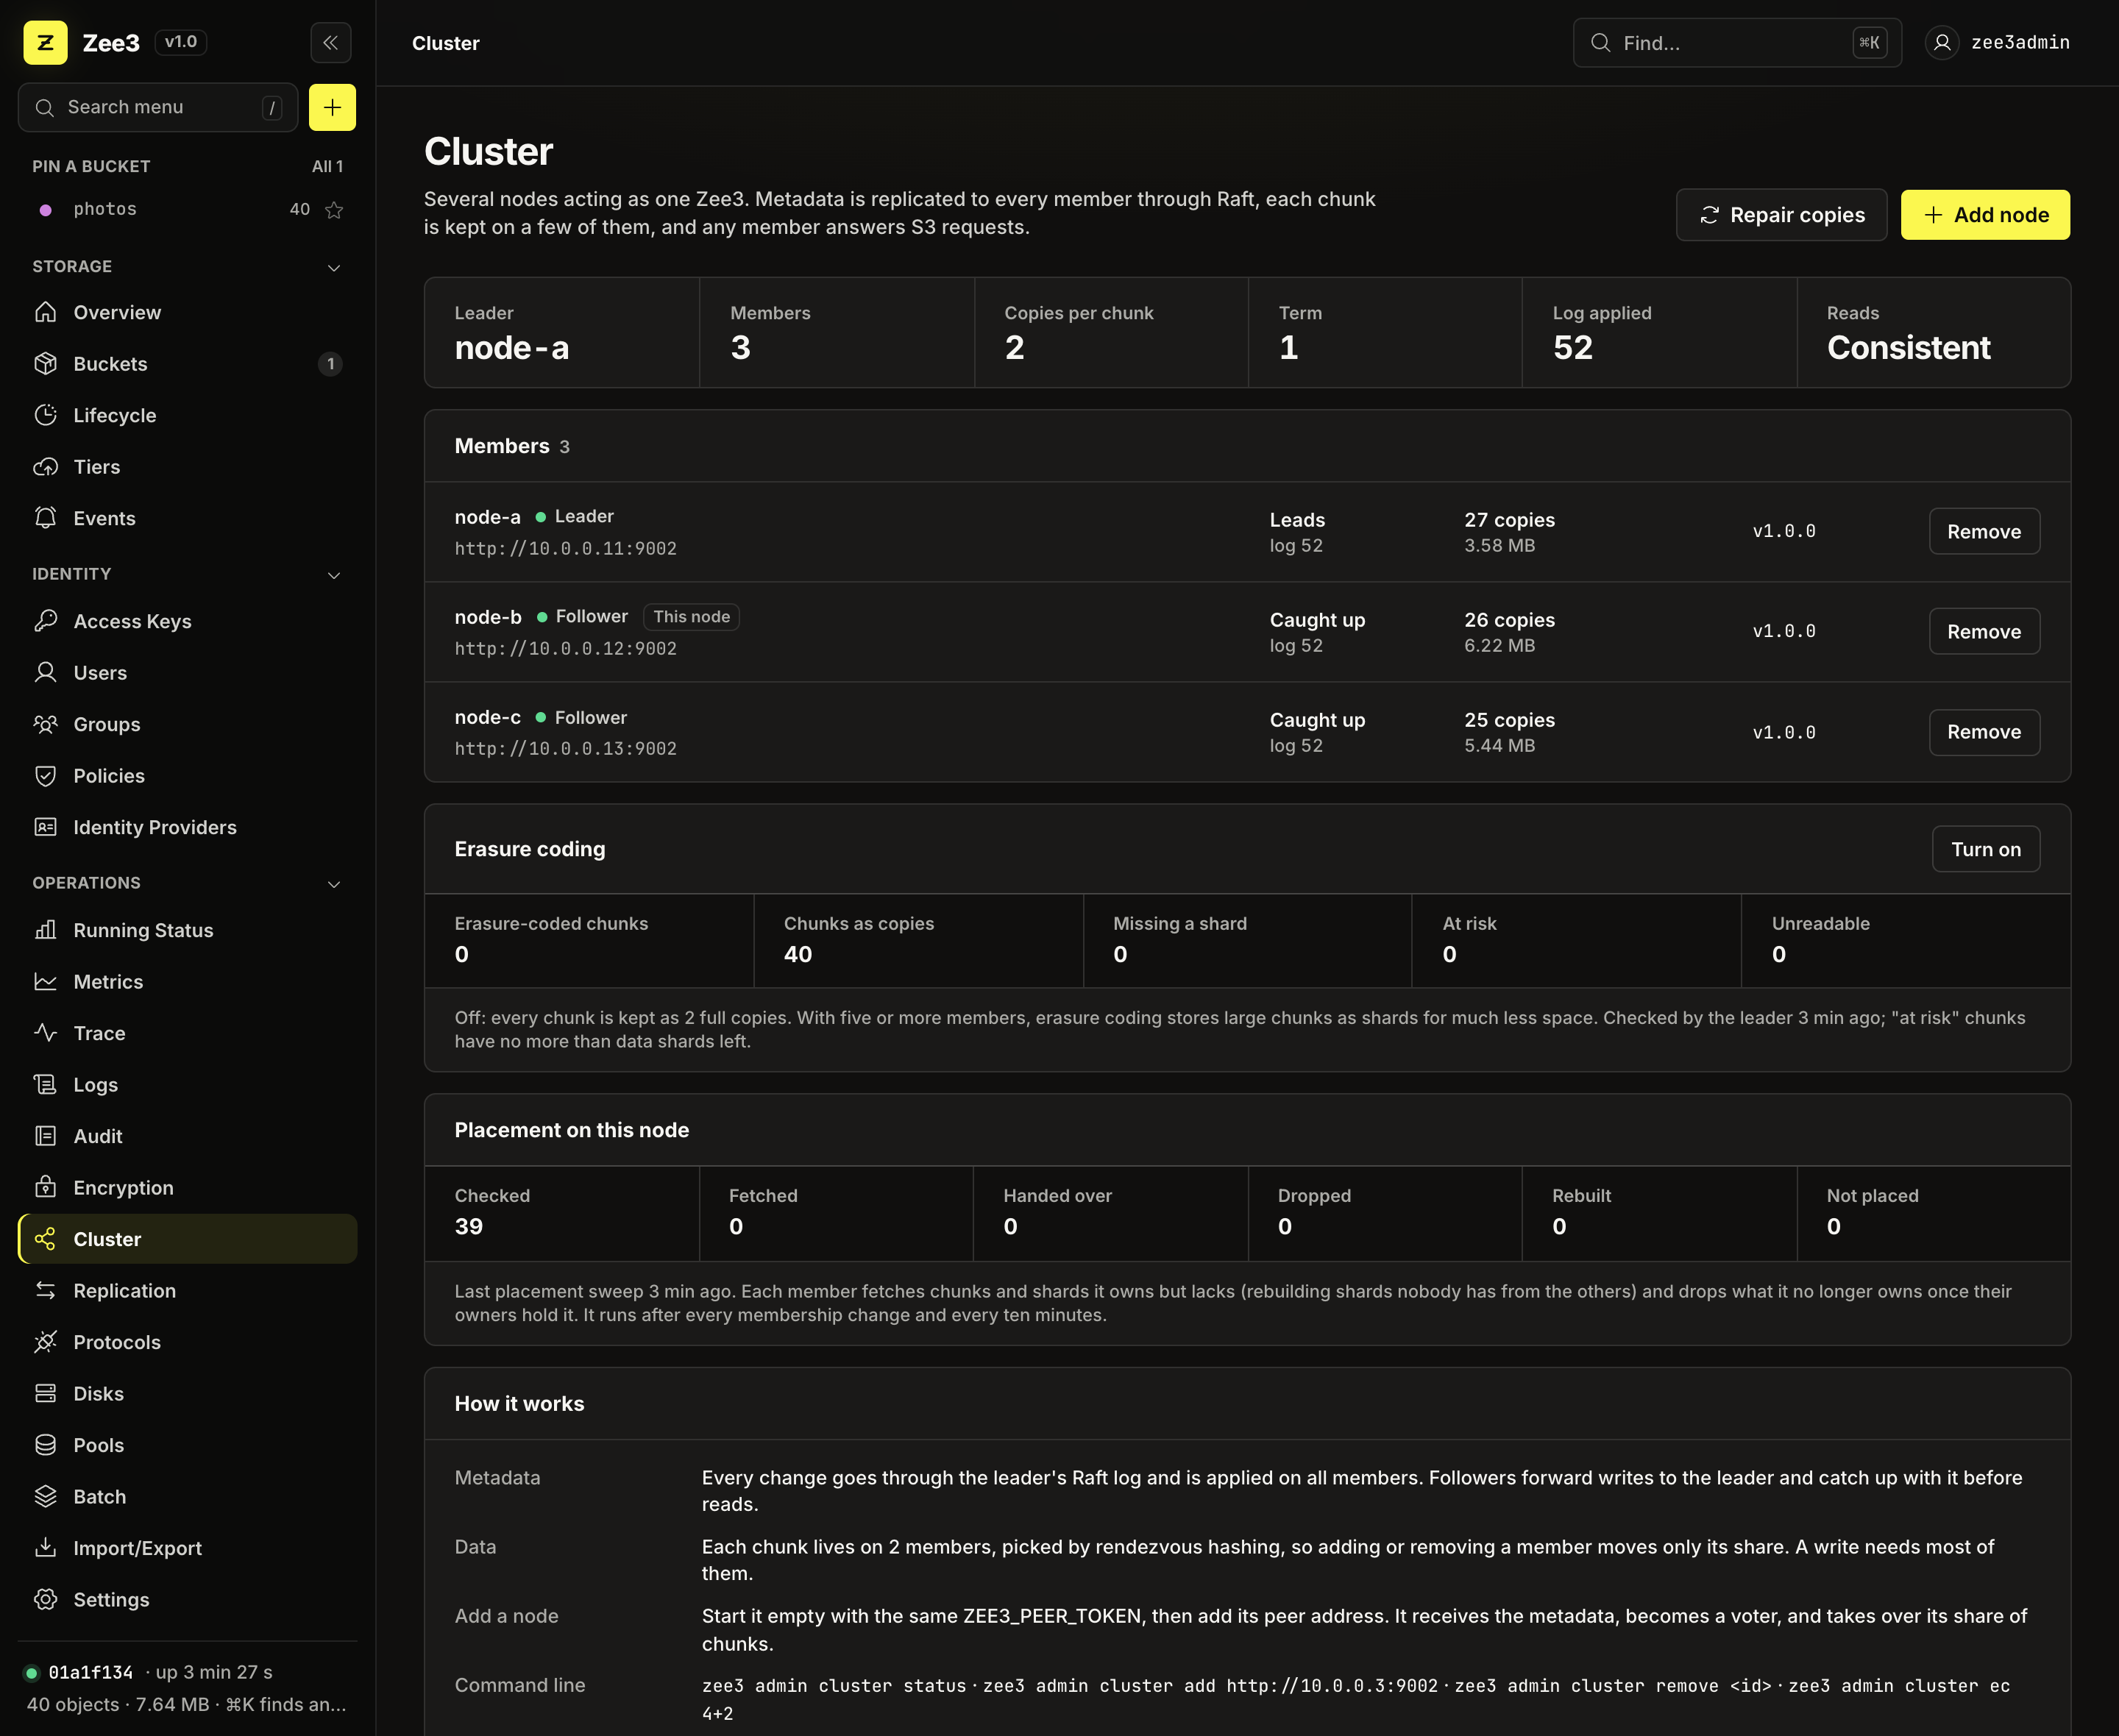 Zee3 v1.0
Search menu /
PIN A BUCKET All 1
photos 40
STORAGE
Overview
Buckets 1
Lifecycle
Tiers
Events
IDENTITY
Access Keys
Users
Groups
Policies
Identity Providers
OPERATIONS
Running Status
Metrics
Trace
Logs
Audit
Encryption
Cluster
Replication
Protocols
Disks
Pools
Batch
Import/Export
Settings
01a1f134 · up 3 min 27 s
40 objects · 7.64 MB · ⌘K finds an...
Cluster
Find... ⌘K zee3admin
Cluster
Several nodes acting as one Zee3. Metadata is replicated to every member through Raft, each chunk
is kept on a few of them, and any member answers S3 requests.
Repair copies
Add node
Leader Members Copies per chunk Term Log applied Reads
node-a 3 2 1 52 Consistent
Members 3
node-a Leader
http://10.0.0.11:9002
Leads
log 52
27 copies
3.58 MB
v1.0.0
Remove
node-b Follower This node
http://10.0.0.12:9002
Caught up
log 52
26 copies
6.22 MB
v1.0.0
Remove
node-c Follower
http://10.0.0.13:9002
Caught up
log 52
25 copies
5.44 MB
v1.0.0
Remove
Erasure coding
Turn on
Erasure-coded chunks Chunks as copies Missing a shard At risk Unreadable
0 40 0 0 0
Off: every chunk is kept as 2 full copies. With five or more members, erasure coding stores large chunks as shards for much less space. Checked by the leader 3 min ago; "at risk" chunks
have no more than data shards left.
Placement on this node
Checked Fetched Handed over Dropped Rebuilt Not placed
39 0 0 0 0 0
Last placement sweep 3 min ago. Each member fetches chunks and shards it owns but lacks (rebuilding shards nobody has from the others) and drops what it no longer owns once their
owners hold it. It runs after every membership change and every ten minutes.
How it works
Metadata
Every change goes through the leader's Raft log and is applied on all members. Followers forward writes to the leader and catch up with it before
reads.
Data
Each chunk lives on 2 members, picked by rendezvous hashing, so adding or removing a member moves only its share. A write needs most of
them.
Add a node
Start it empty with the same ZEE3_PEER_TOKEN, then add its peer address. It receives the metadata, becomes a voter, and takes over its share of
chunks.
Command line
zee3 admin cluster status · zee3 admin cluster add http://10.0.0.3:9002 · zee3 admin cluster remove <id> · zee3 admin cluster ec
4+2